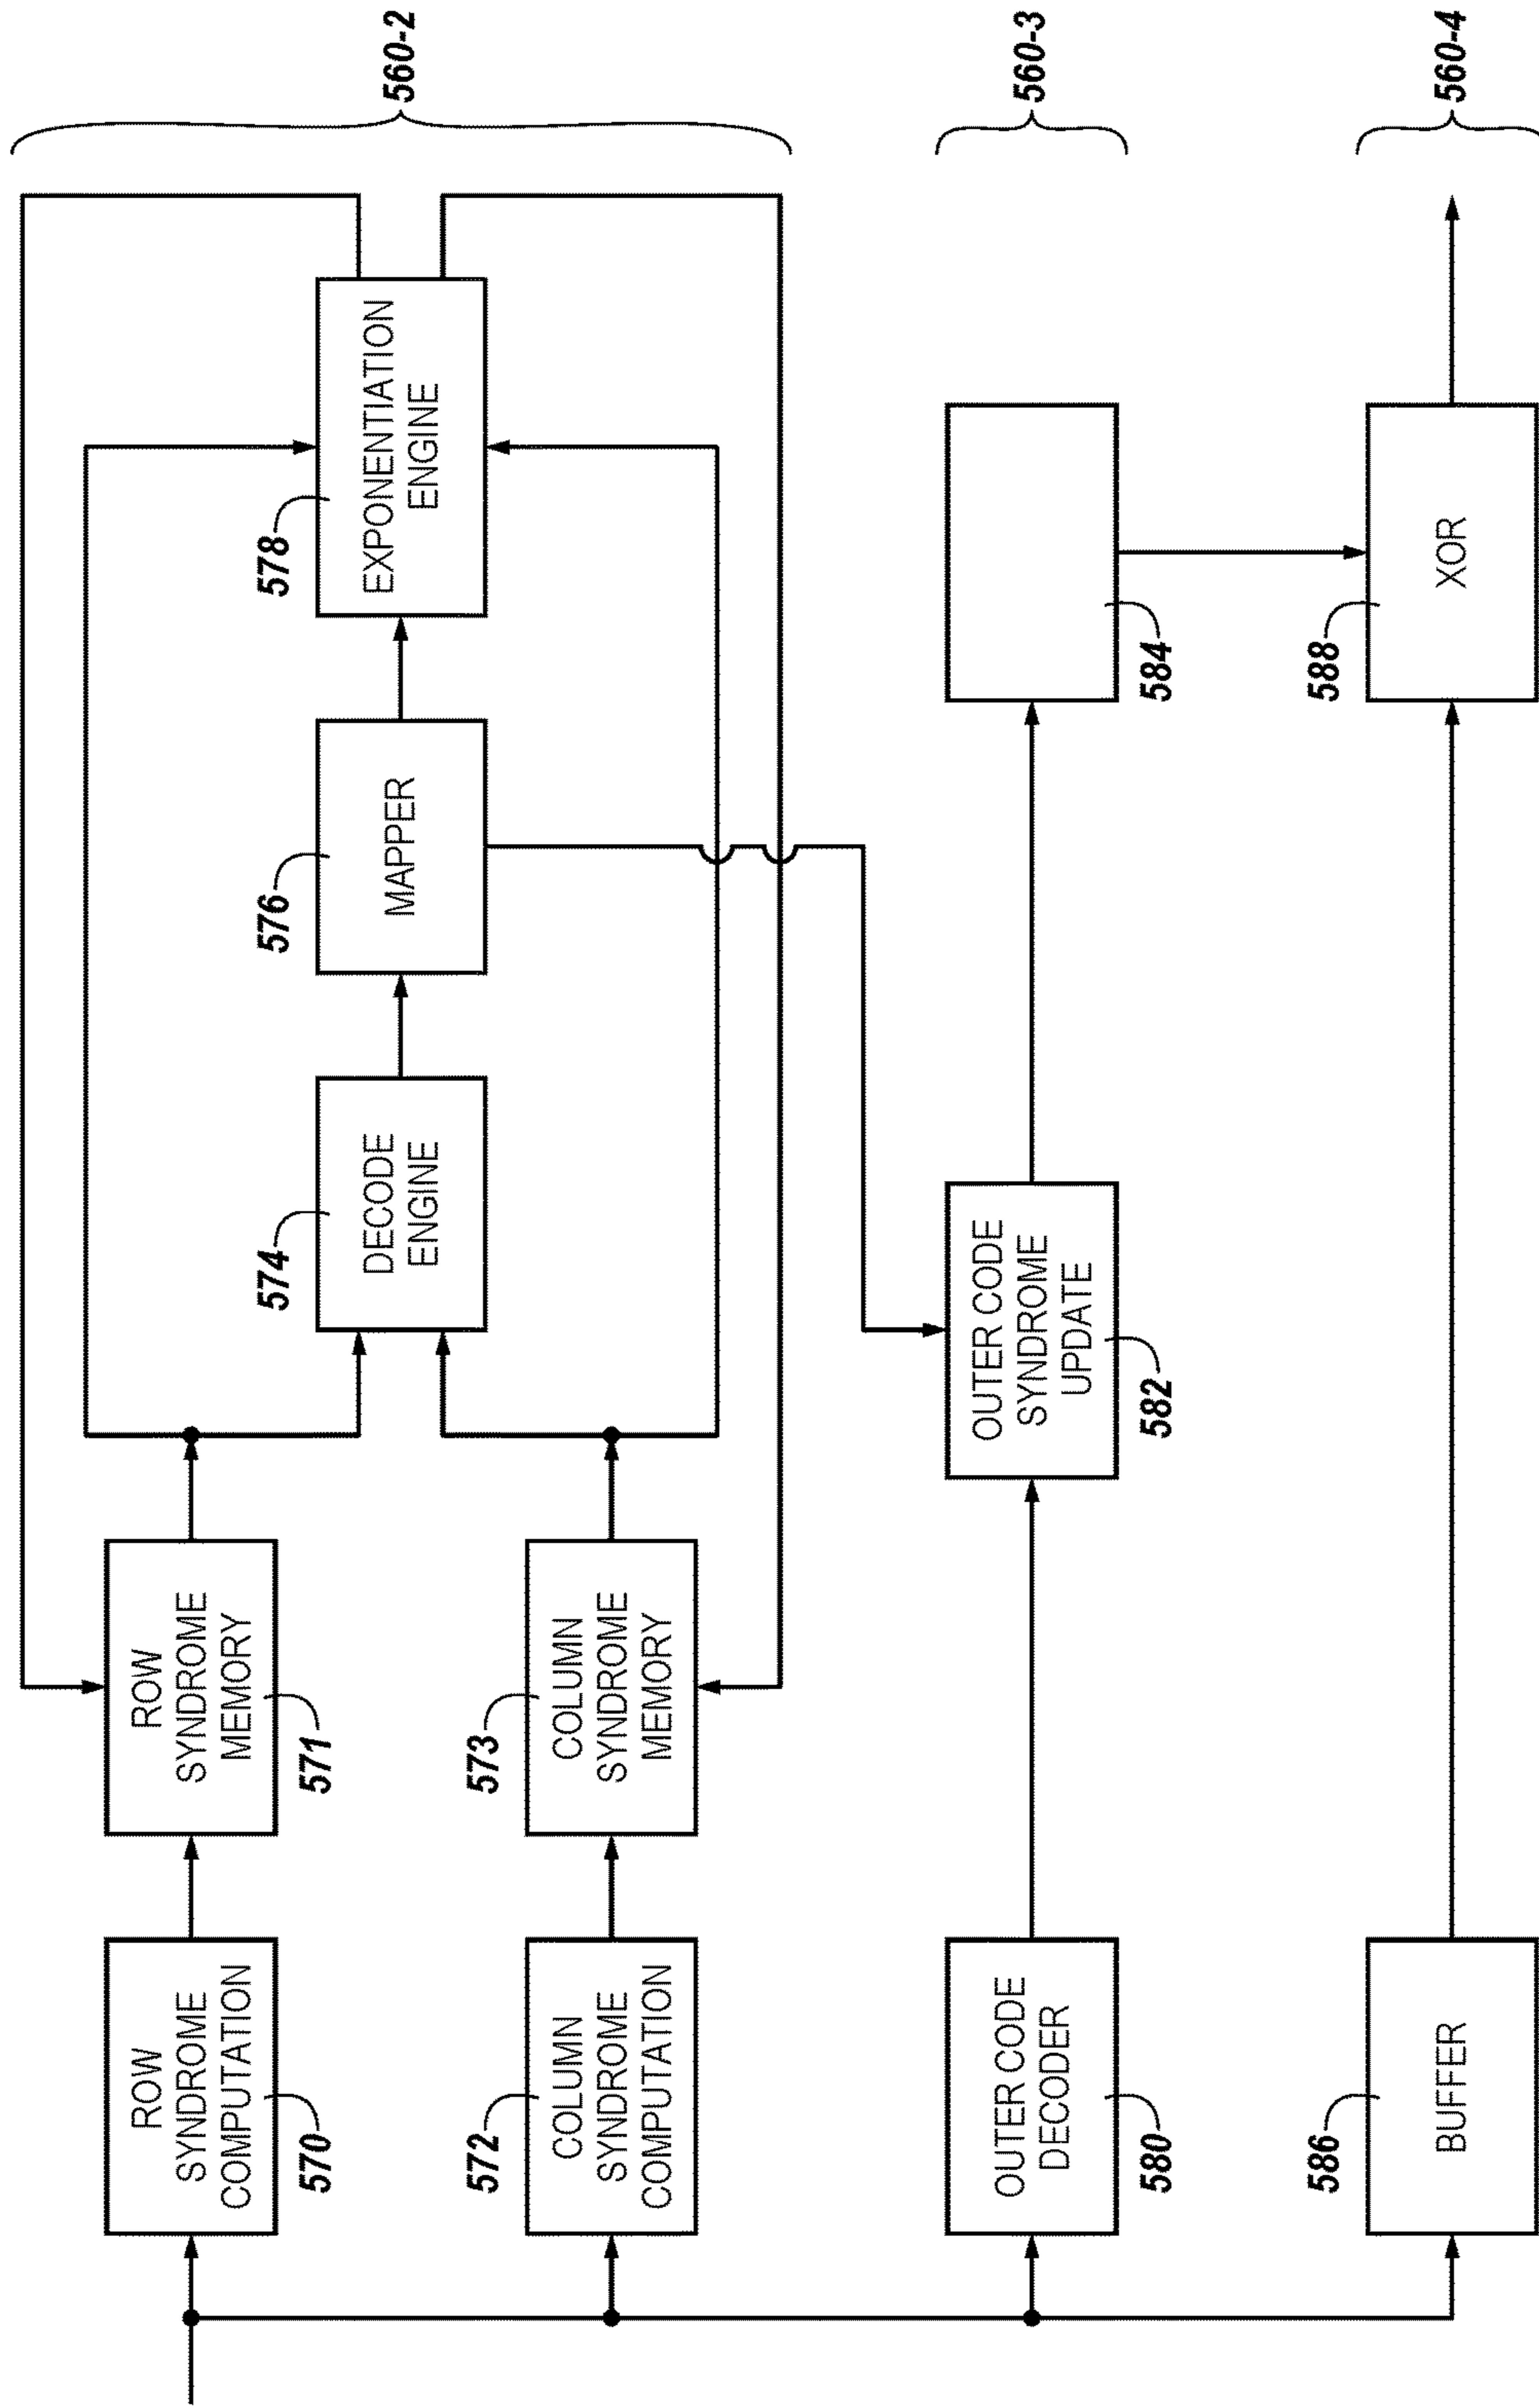 ROW
SYNDROME
COMPUTATION
570
ROW
SYNDROME
MEMORY
571
COLUMN
SYNDROME
COMPUTATION
572
COLUMN
SYNDROME
MEMORY
573
DECODE
ENGINE
574
MAPPER
576
EXPONENTIATION
ENGINE
578
560-2
OUTER CODE
DECODER
580
OUTER CODE
SYNDROME
UPDATE
582
584
560-3
BUFFER
586
XOR
588
560-4